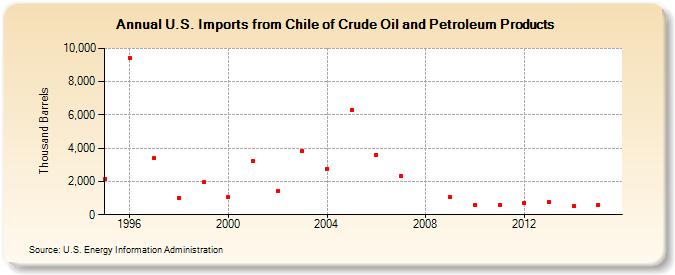 Annual U.S. Imports from Chile of Crude Oil and Petroleum Products
Thousand Barrels
10,000
8,000
6,000
4,000
2,000
0
1996 2000 2004 2008 2012
Source: U.S. Energy Information Administration